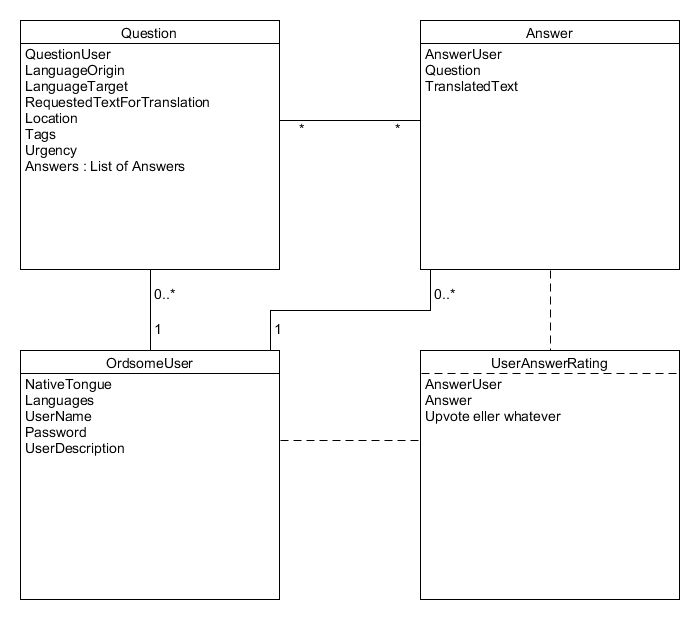 Question
QuestionUser
LanguageOrigin
LanguageTarget
RequestedTextForTranslation
Location
Tags
Urgency
Answers : List of Answers
*
*
Answer
AnswerUser
Question
TranslatedText
0..*
1
0..*
1
OrdsomeUser
NativeTongue
Languages
UserName
Password
UserDescription
UserAnswerRating
AnswerUser
Answer
Upvote eller whatever